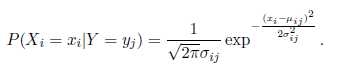 P(X_i = x_i|Y = y_j) = \frac{1}{\sqrt{2\pi}\sigma_{ij}} \exp^{-\frac{(x_i-\mu_{ij})^2}{2\sigma_{ij}^2}}.